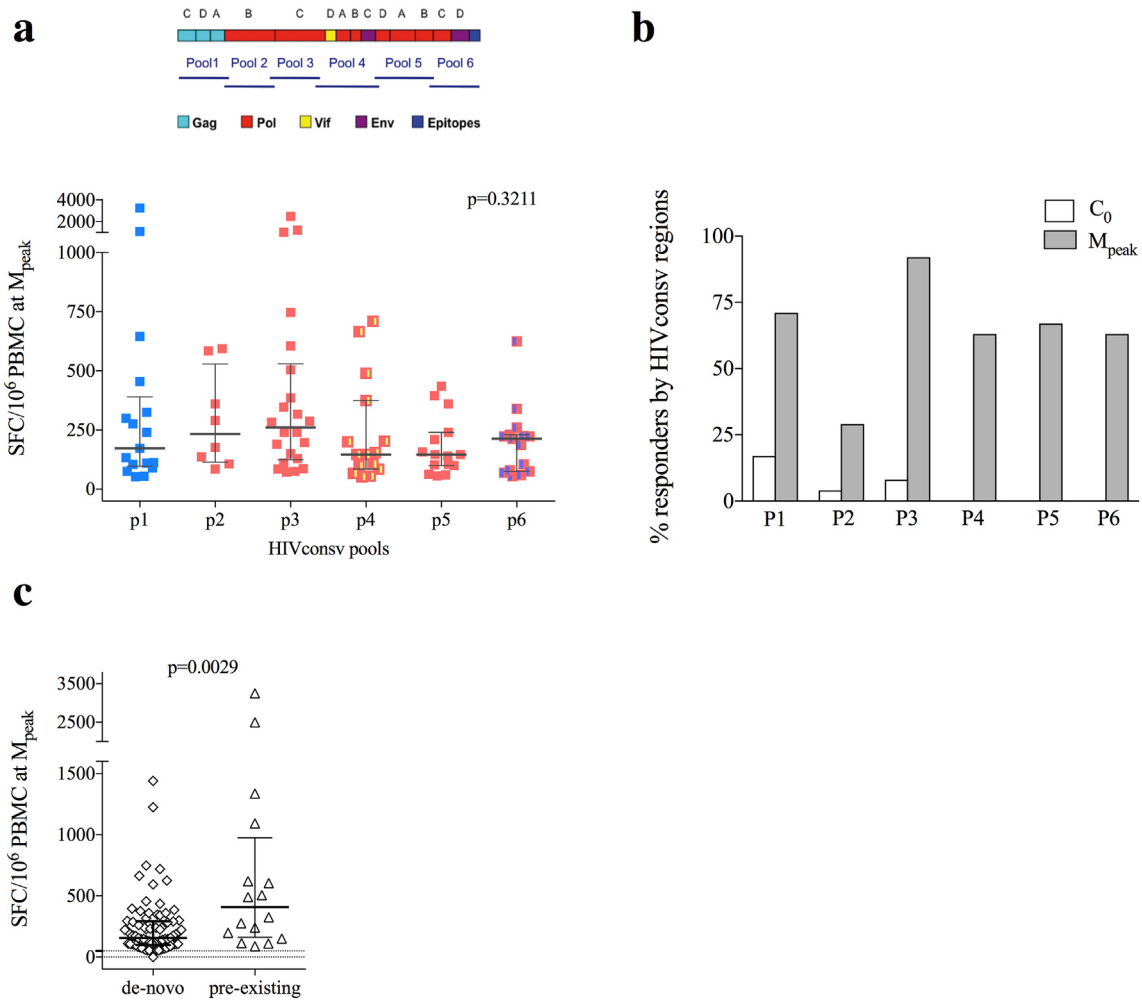 a
C D A B C D A B C D A B C D
Pool1 Pool 2 Pool 3 Pool 4 Pool 5 Pool 6
Gag Pol Vif Env Epitopes
SFC/10⁶ PBMC at Mpeak
p=0.3211
4000
2000
1000
750
500
250
0
p1 p2 p3 p4 p5 p6
HIVconsv pools
b
% responders by HIVconsv regions
C₀
Mpeak
100
75
50
25
0
P1 P2 P3 P4 P5 P6
c
SFC/10⁶ PBMC at Mpeak
p=0.0029
3500
2500
1500
1000
500
0
de-novo pre-existing